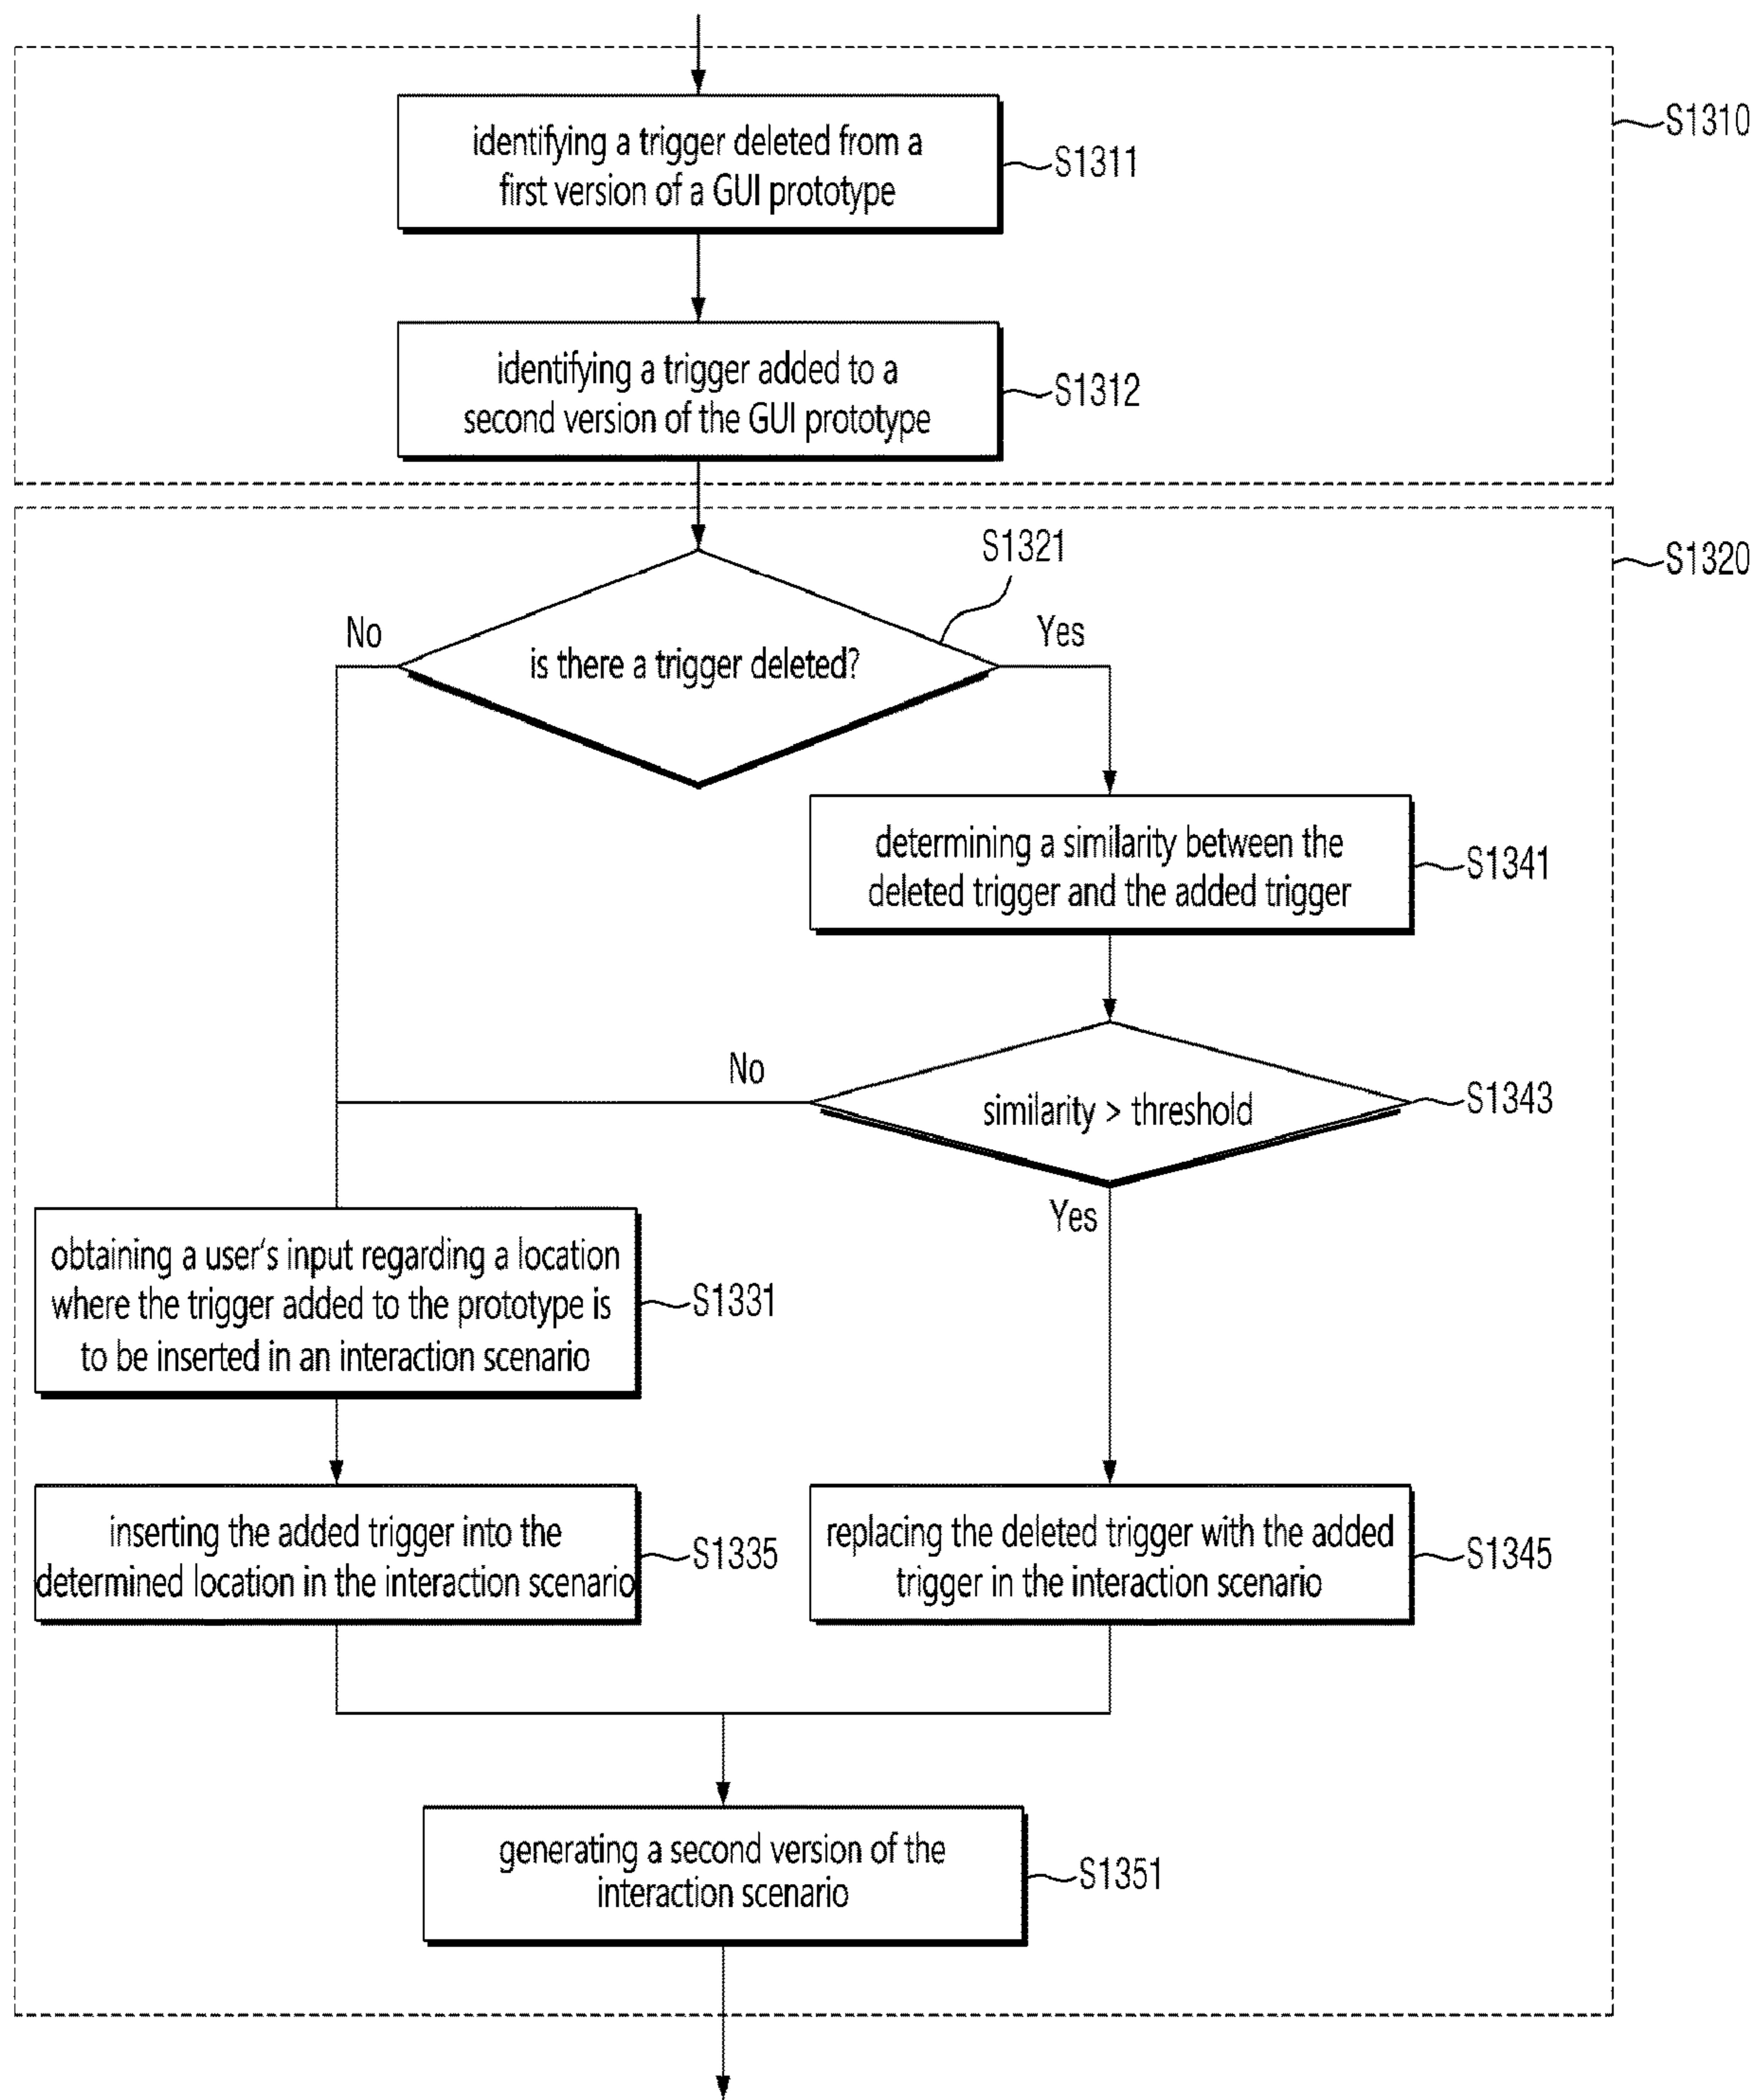 S1310
identifying a trigger deleted from a
first version of a GUI prototype
S1311
identifying a trigger added to a
second version of the GUI prototype
S1312
S1320
S1321
No
Yes
is there a trigger deleted?
determining a similarity between the
deleted trigger and the added trigger
S1341
No
similarity > threshold
S1343
Yes
obtaining a user's input regarding a location
where the trigger added to the prototype is
to be inserted in an interaction scenario
S1331
inserting the added trigger into the
determined location in the interaction scenario
S1335
replacing the deleted trigger with the added
trigger in the interaction scenario
S1345
generating a second version of the
interaction scenario
S1351